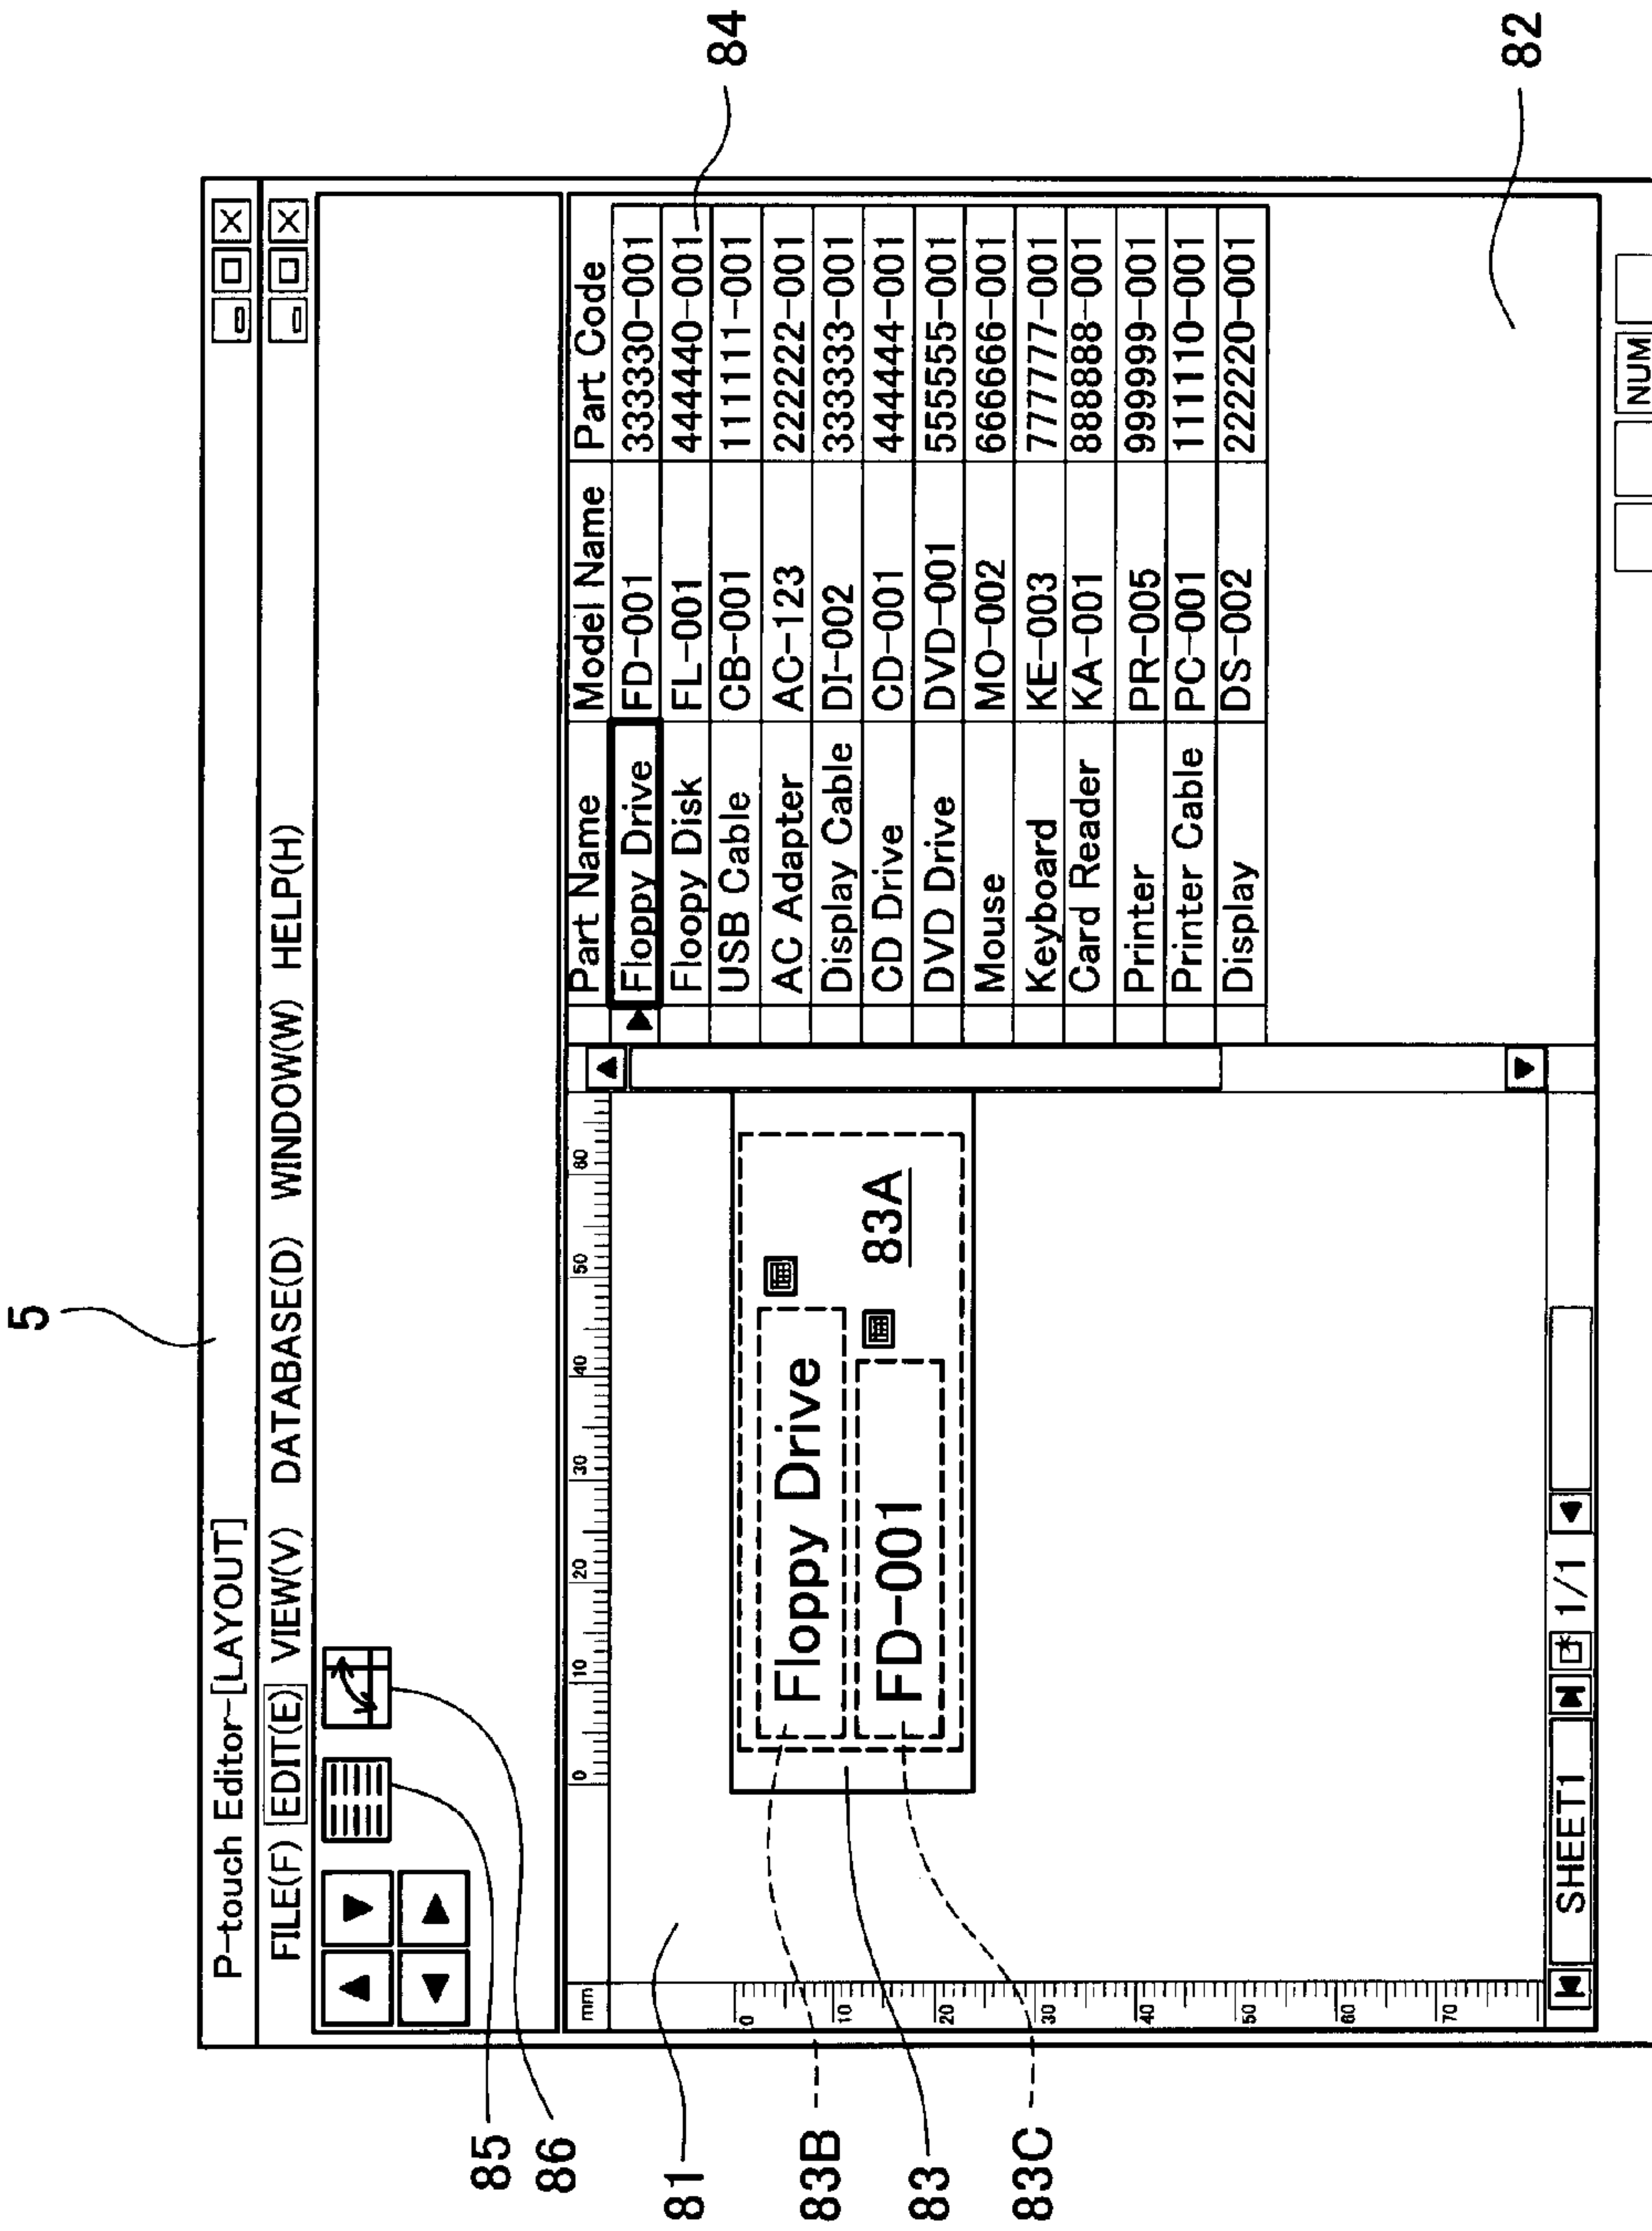 5
P-touch Editor-[LAYOUT]
FILE(F) EDIT(E) VIEW(V) DATABASE(D) WINDOW(W) HELP(H)
85
86
mm
0 10 20 30 40 50 60
81
0
10
20
30
40
50
60
70
Floppy Drive
FD-001
83A
83B
83
83C
Part Name Model Name Part Code
Floppy Drive FD-001 333330-001
Floopy Disk FL-001 444440-001
USB Cable CB-001 111111-001
AC Adapter AC-123 222222-001
Display Cable DI-002 333333-001
CD Drive CD-001 444444-001
DVD Drive DVD-001 555555-001
Mouse MO-002 666666-001
Keyboard KE-003 777777-001
Card Reader KA-001 888888-001
Printer PR-005 999999-001
Printer Cable PC-001 111110-001
Display DS-002 222220-001
84
82
SHEET1 1/1
NUM